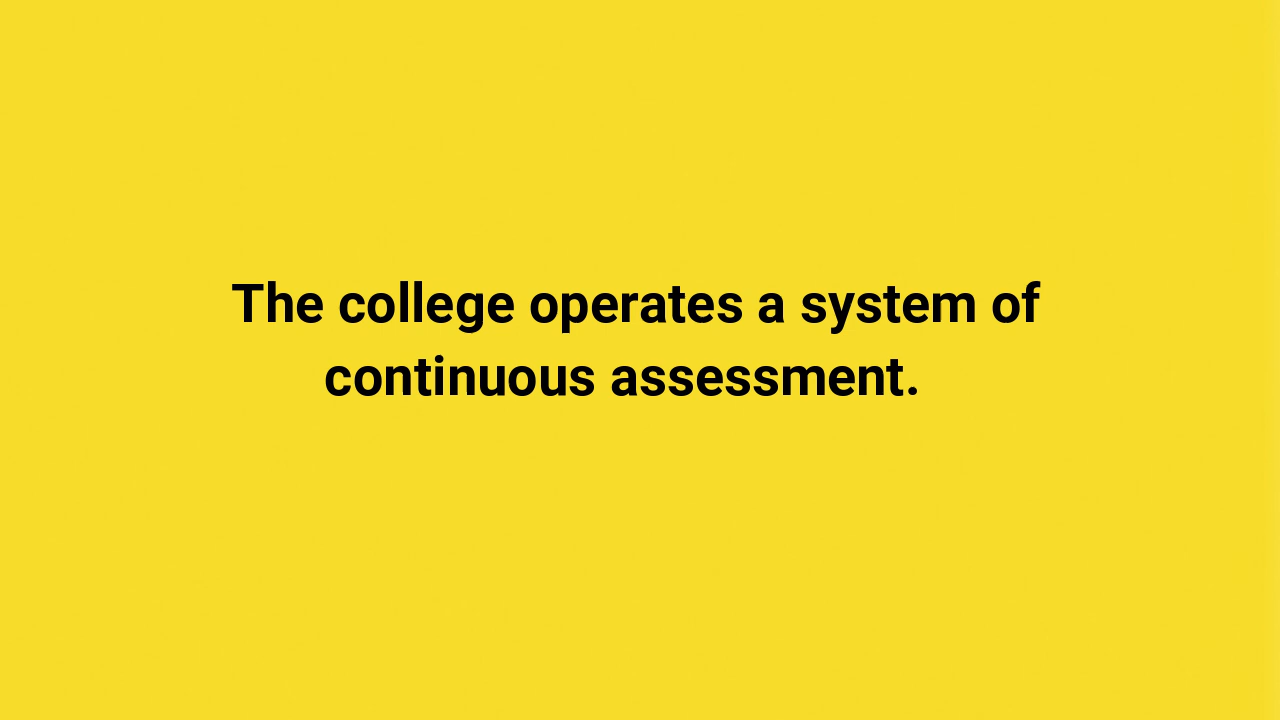 The college operates a system of
continuous assessment.